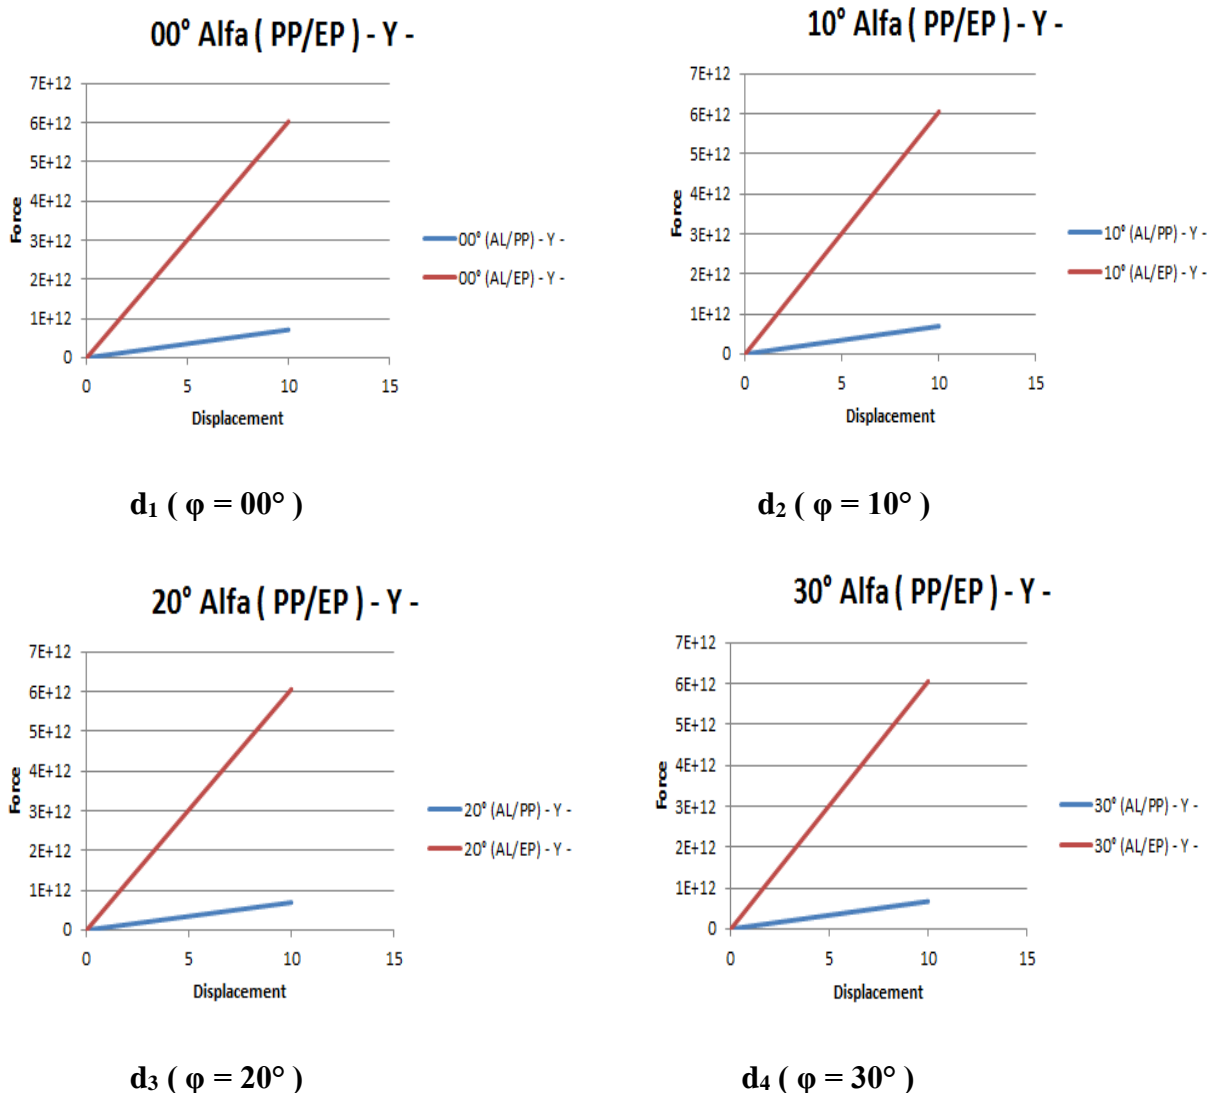 00° Alfa ( PP/EP ) - Y -
7E+12
6E+12
5E+12
4E+12
3E+12
2E+12
1E+12
0
Force
0 5 10 15
Displacement
00° (AL/PP) - Y -
00° (AL/EP) - Y -
d₁ ( φ = 00° )
10° Alfa ( PP/EP ) - Y -
7E+12
6E+12
5E+12
4E+12
3E+12
2E+12
1E+12
0
Force
0 5 10 15
Displacement
10° (AL/PP) - Y -
10° (AL/EP) - Y -
d₂ ( φ = 10° )
20° Alfa ( PP/EP ) - Y -
7E+12
6E+12
5E+12
4E+12
3E+12
2E+12
1E+12
0
Force
0 5 10 15
Displacement
20° (AL/PP) - Y -
20° (AL/EP) - Y -
d₃ ( φ = 20° )
30° Alfa ( PP/EP ) - Y -
7E+12
6E+12
5E+12
4E+12
3E+12
2E+12
1E+12
0
Force
0 5 10 15
Displacement
30° (AL/PP) - Y -
30° (AL/EP) - Y -
d₄ ( φ = 30° )